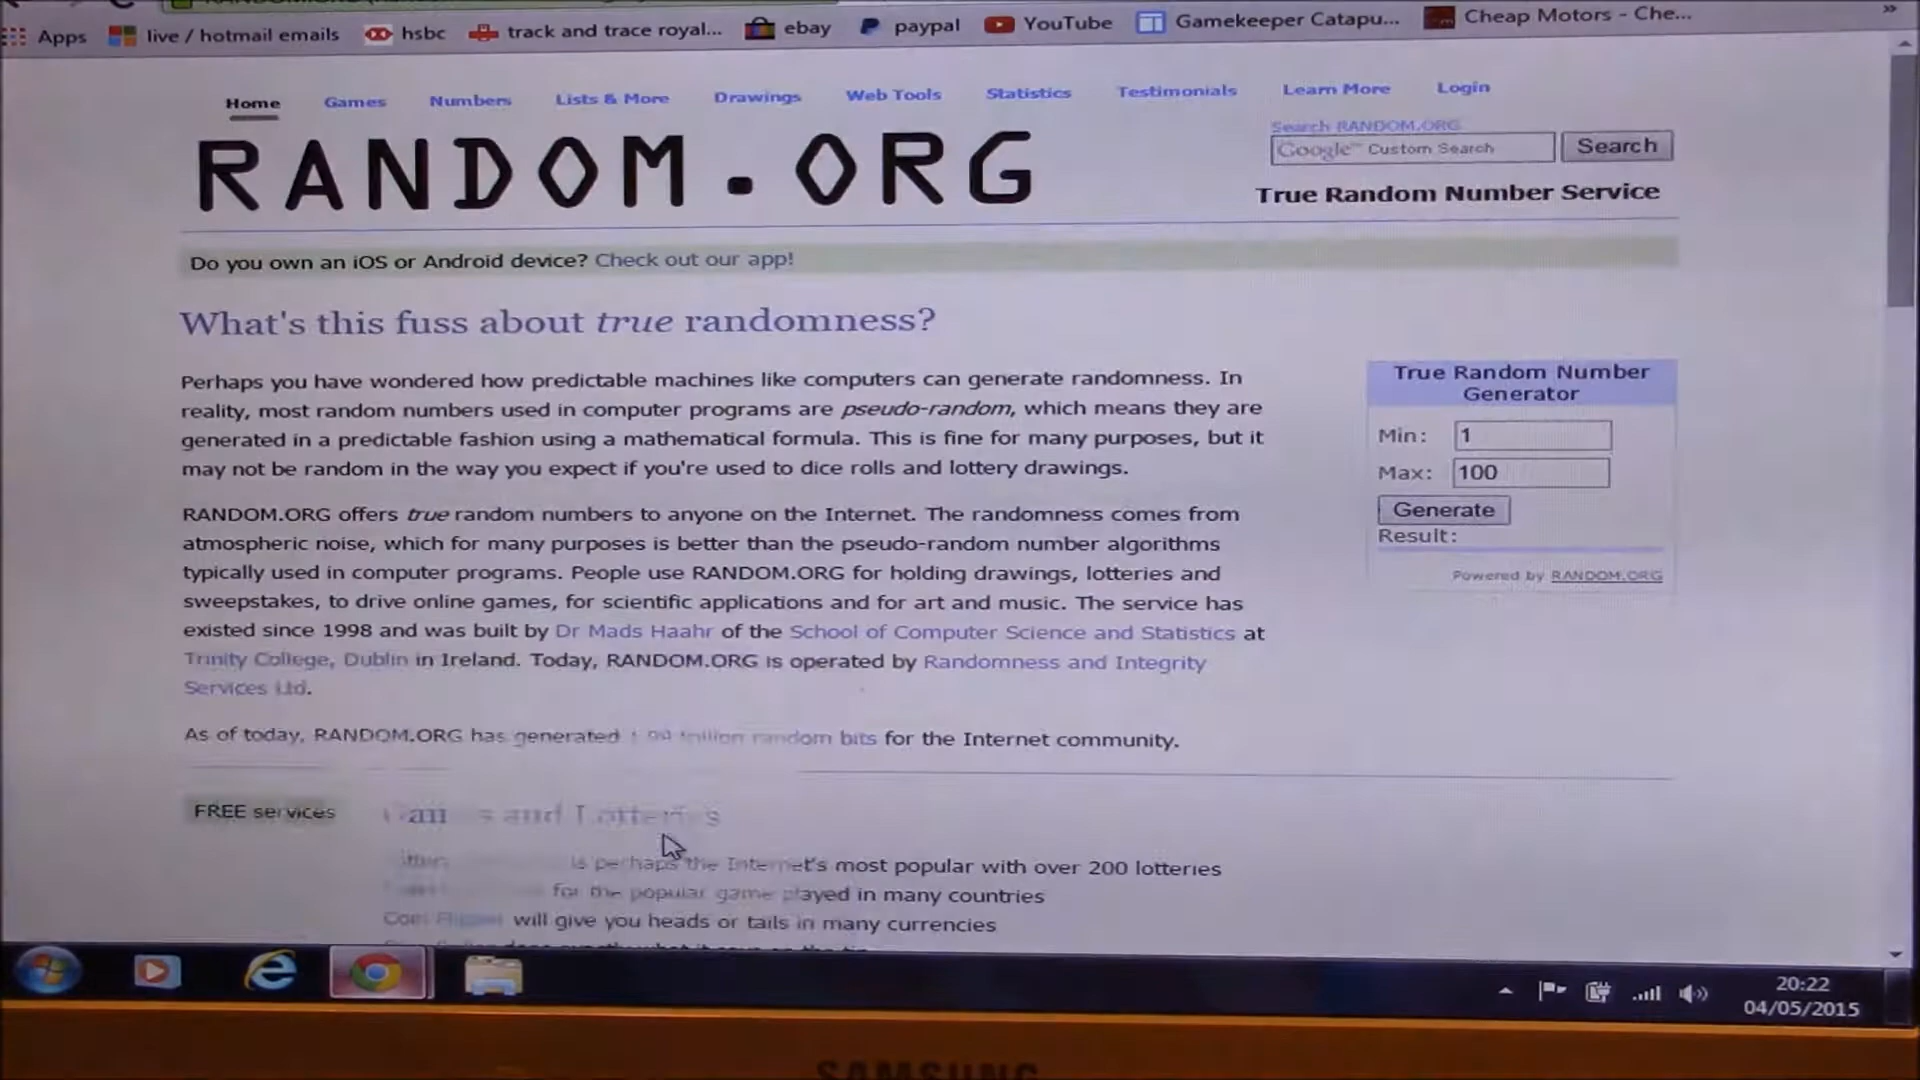 Apps live / hotmail emails hsbc track and trace royal... ebay paypal YouTube Gamekeeper Catapu... Cheap Motors - Che... »
Home Games Numbers Lists & More Drawings Web Tools Statistics Testimonials Learn More Login
RANDOM.ORG
Search RANDOM.ORG
Google™ Custom Search Search
True Random Number Service
Do you own an iOS or Android device? Check out our app!
What's this fuss about true randomness?
Perhaps you have wondered how predictable machines like computers can generate randomness. In
reality, most random numbers used in computer programs are pseudo-random, which means they are
generated in a predictable fashion using a mathematical formula. This is fine for many purposes, but it
may not be random in the way you expect if you're used to dice rolls and lottery drawings.
RANDOM.ORG offers true random numbers to anyone on the Internet. The randomness comes from
atmospheric noise, which for many purposes is better than the pseudo-random number algorithms
typically used in computer programs. People use RANDOM.ORG for holding drawings, lotteries and
sweepstakes, to drive online games, for scientific applications and for art and music. The service has
existed since 1998 and was built by Dr Mads Haahr of the School of Computer Science and Statistics at
Trinity College, Dublin in Ireland. Today, RANDOM.ORG is operated by Randomness and Integrity
Services Ltd.
As of today, RANDOM.ORG has generated trillion random bits for the Internet community.
True Random Number
Generator
Min: 1
Max: 100
Generate
Result:
Powered by RANDOM.ORG
FREE services
Games and Lotteries
is perhaps the Internet's most popular with over 200 lotteries
for the popular game played in many countries
Coin Flipper will give you heads or tails in many currencies
20:22
04/05/2015
SAMSUNG